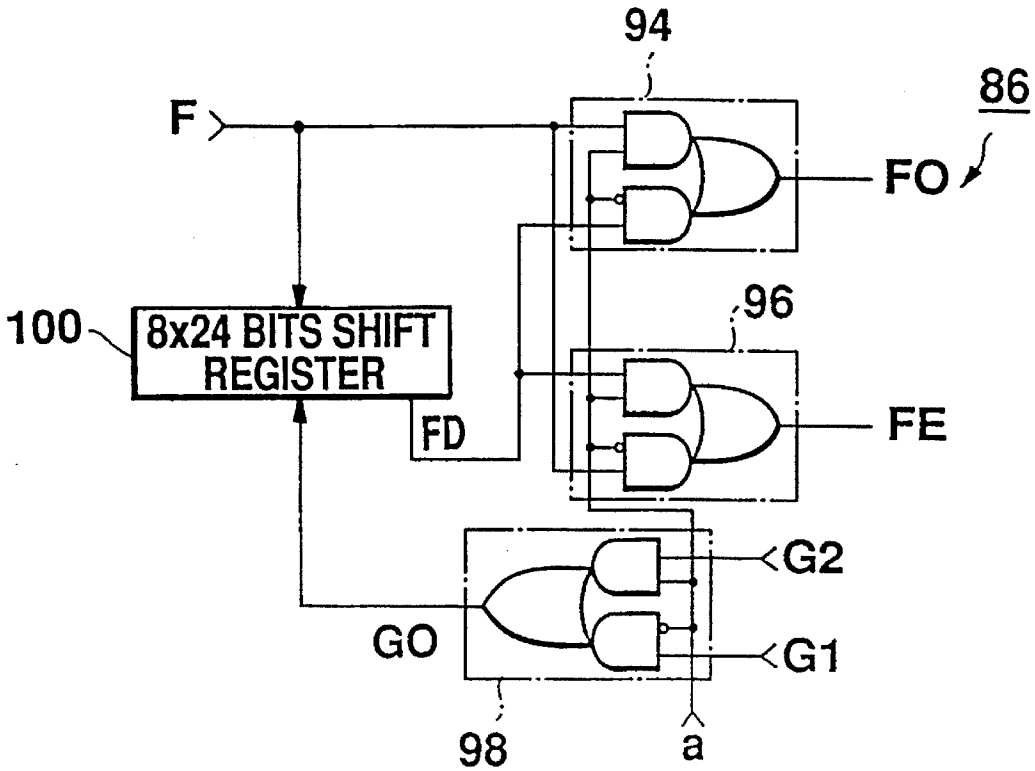 94
86
F
FO
96
100
8x24 BITS SHIFT
REGISTER
FD
FE
G2
GO
G1
98
a